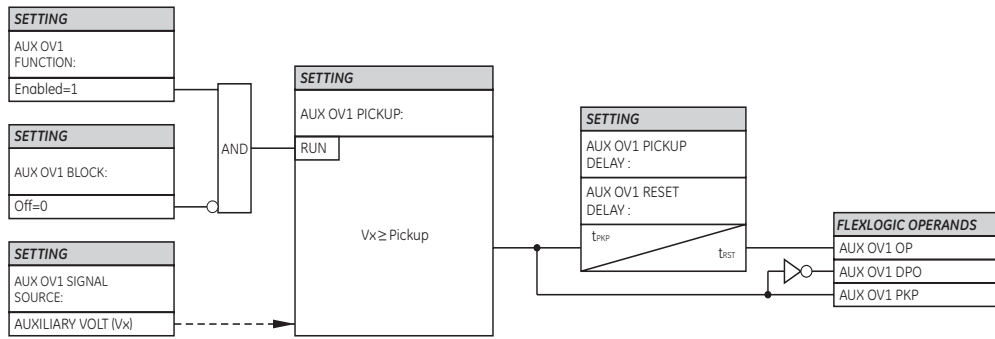 SETTING
AUX OV1
FUNCTION:
Enabled=1
SETTING
AUX OV1 BLOCK:
Off=0
SETTING
AUX OV1 SIGNAL
SOURCE:
AUXILIARY VOLT (Vx)
AND
SETTING
AUX OV1 PICKUP:
RUN
Vx ≥ Pickup
SETTING
AUX OV1 PICKUP
DELAY :
AUX OV1 RESET
DELAY :
tPKP
tRST
FLEXLOGIC OPERANDS
AUX OV1 OP
AUX OV1 DPO
AUX OV1 PKP